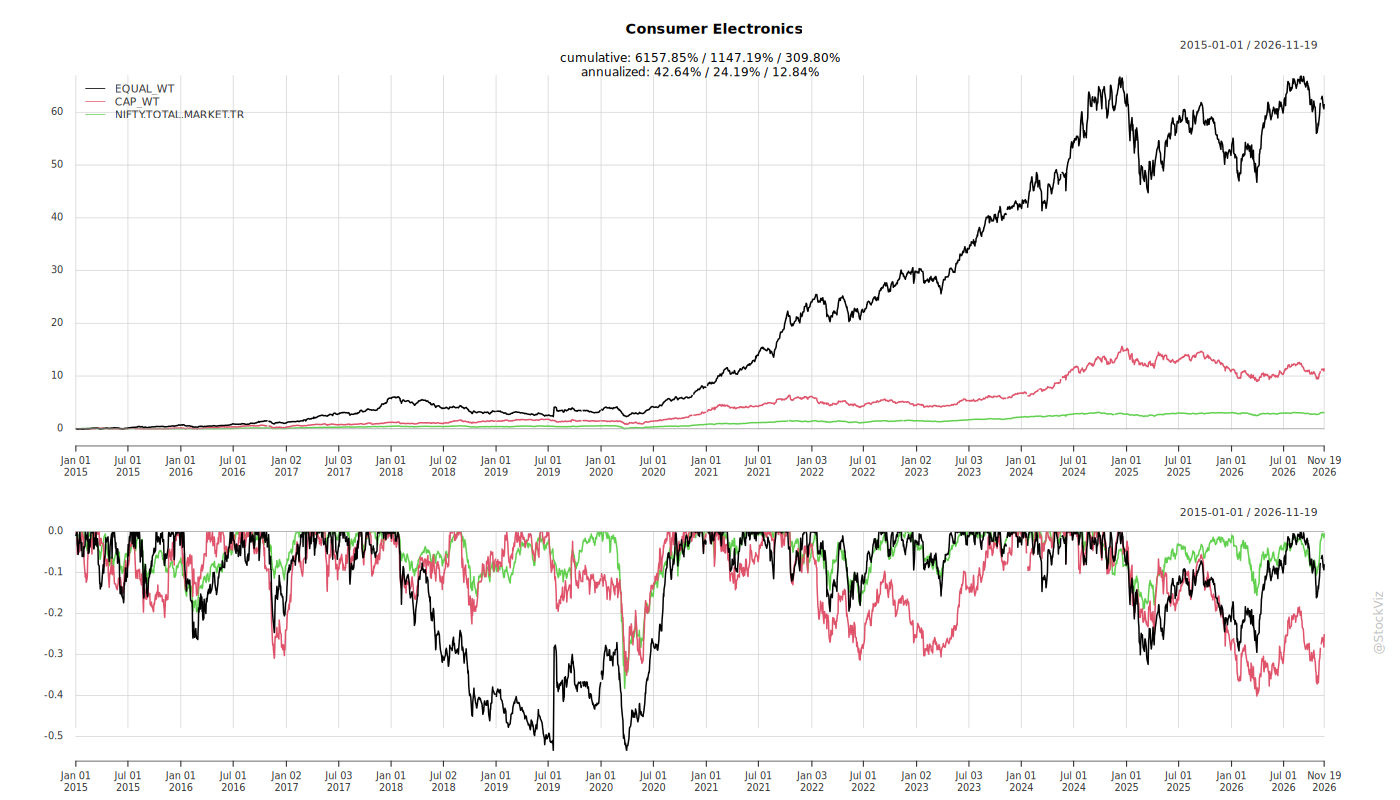 Consumer Electronics
2015-01-01 / 2026-11-19
cumulative: 6157.85% / 1147.19% / 309.80%
annualized: 42.64% / 24.19% / 12.84%
EQUAL_WT
CAP_WT
NIFTY.TOTAL.MARKET.TR
60
50
40
30
20
10
0
Jan 01 Jul 01 Jan 01 Jul 01 Jan 02 Jul 03 Jan 01 Jul 02 Jan 01 Jul 01 Jan 01 Jul 01 Jan 01 Jul 01 Jan 03 Jul 01 Jan 02 Jul 03 Jan 01 Jul 01 Jan 01 Jul 01 Jan 01 Jul 01 Nov 19
2015 2015 2016 2016 2017 2017 2018 2018 2019 2019 2020 2020 2021 2021 2022 2022 2023 2023 2024 2024 2025 2025 2026 2026 2026
2015-01-01 / 2026-11-19
0.0
-0.1
-0.2
-0.3
-0.4
-0.5
Jan 01 Jul 01 Jan 01 Jul 01 Jan 02 Jul 03 Jan 01 Jul 02 Jan 01 Jul 01 Jan 01 Jul 01 Jan 01 Jul 01 Jan 03 Jul 01 Jan 02 Jul 03 Jan 01 Jul 01 Jan 01 Jul 01 Jan 01 Jul 01 Nov 19
2015 2015 2016 2016 2017 2017 2018 2018 2019 2019 2020 2020 2021 2021 2022 2022 2023 2023 2024 2024 2025 2025 2026 2026 2026
@StockViz